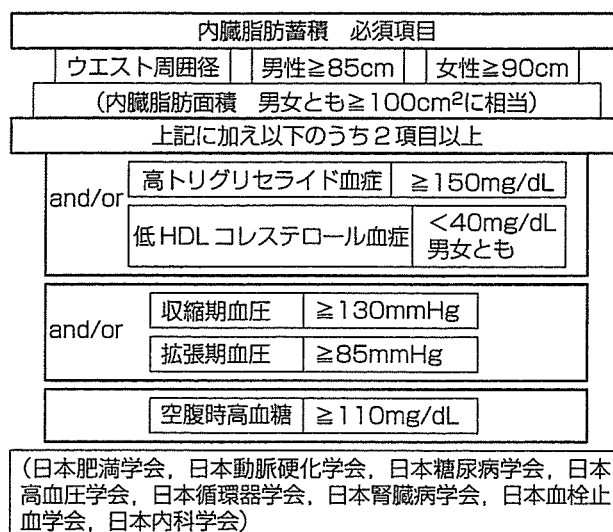 内臓脂肪蓄積 必須項目
ウエスト周囲径 男性≧85cm 女性≧90cm
(内臓脂肪面積 男女とも≧100cm²に相当)
上記に加え以下のうち2項目以上
and/or
高トリグリセライド血症 ≧150mg/dL
低HDLコレステロール血症 <40mg/dL
男女とも
and/or
収縮期血圧 ≧130mmHg
拡張期血圧 ≧85mmHg
空腹時高血糖 ≧110mg/dL
(日本肥満学会，日本動脈硬化学会，日本糖尿病学会，日本
高血圧学会，日本循環器学会，日本腎臓病学会，日本血栓止
血学会，日本内科学会)